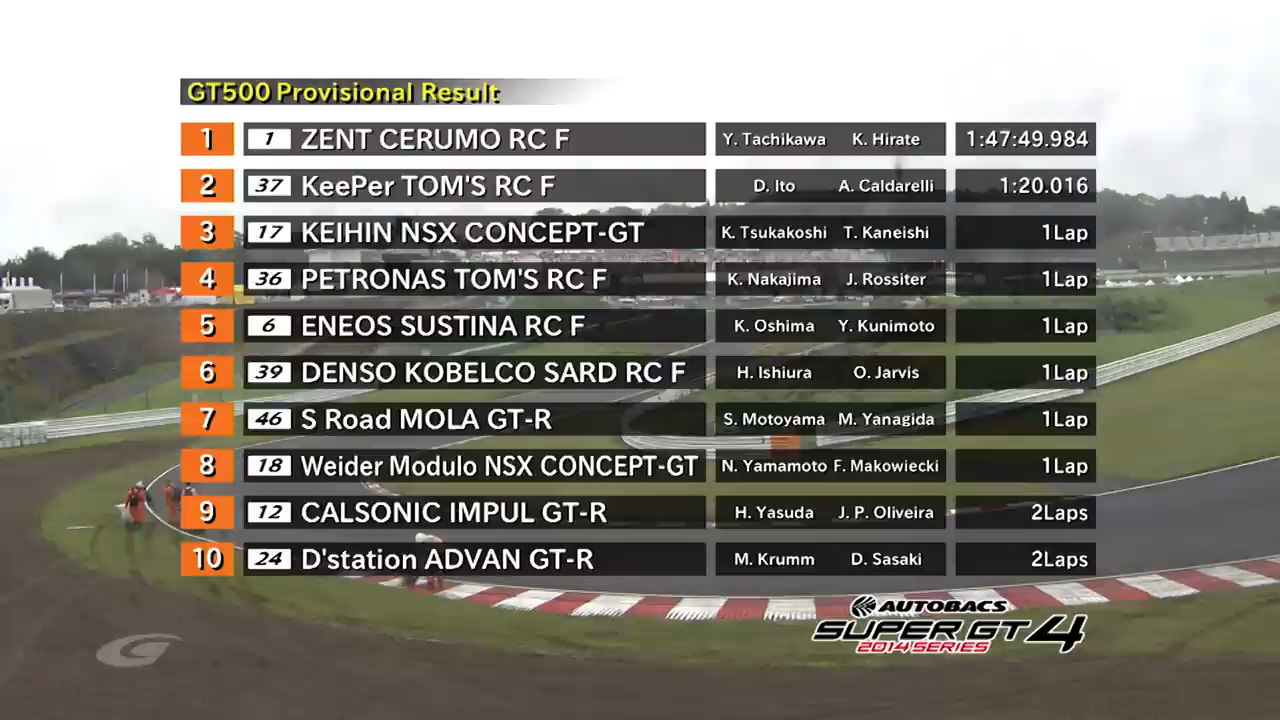 GT500 Provisional Result
1 1 ZENT CERUMO RC F Y. Tachikawa K. Hirate 1:47:49.984
2 37 KeePer TOM'S RC F D. Ito A. Caldarelli 1:20.016
3 17 KEIHIN NSX CONCEPT-GT K. Tsukakoshi T. Kaneishi 1Lap
4 36 PETRONAS TOM'S RC F K. Nakajima J. Rossiter 1Lap
5 6 ENEOS SUSTINA RC F K. Oshima Y. Kunimoto 1Lap
6 39 DENSO KOBELCO SARD RC F H. Ishiura O. Jarvis 1Lap
7 46 S Road MOLA GT-R S. Motoyama M. Yanagida 1Lap
8 18 Weider Modulo NSX CONCEPT-GT N. Yamamoto F. Makowiecki 1Lap
9 12 CALSONIC IMPUL GT-R H. Yasuda J. P. Oliveira 2Laps
10 24 D'station ADVAN GT-R M. Krumm D. Sasaki 2Laps
AUTOBACS
SUPER GT 4
2014 SERIES